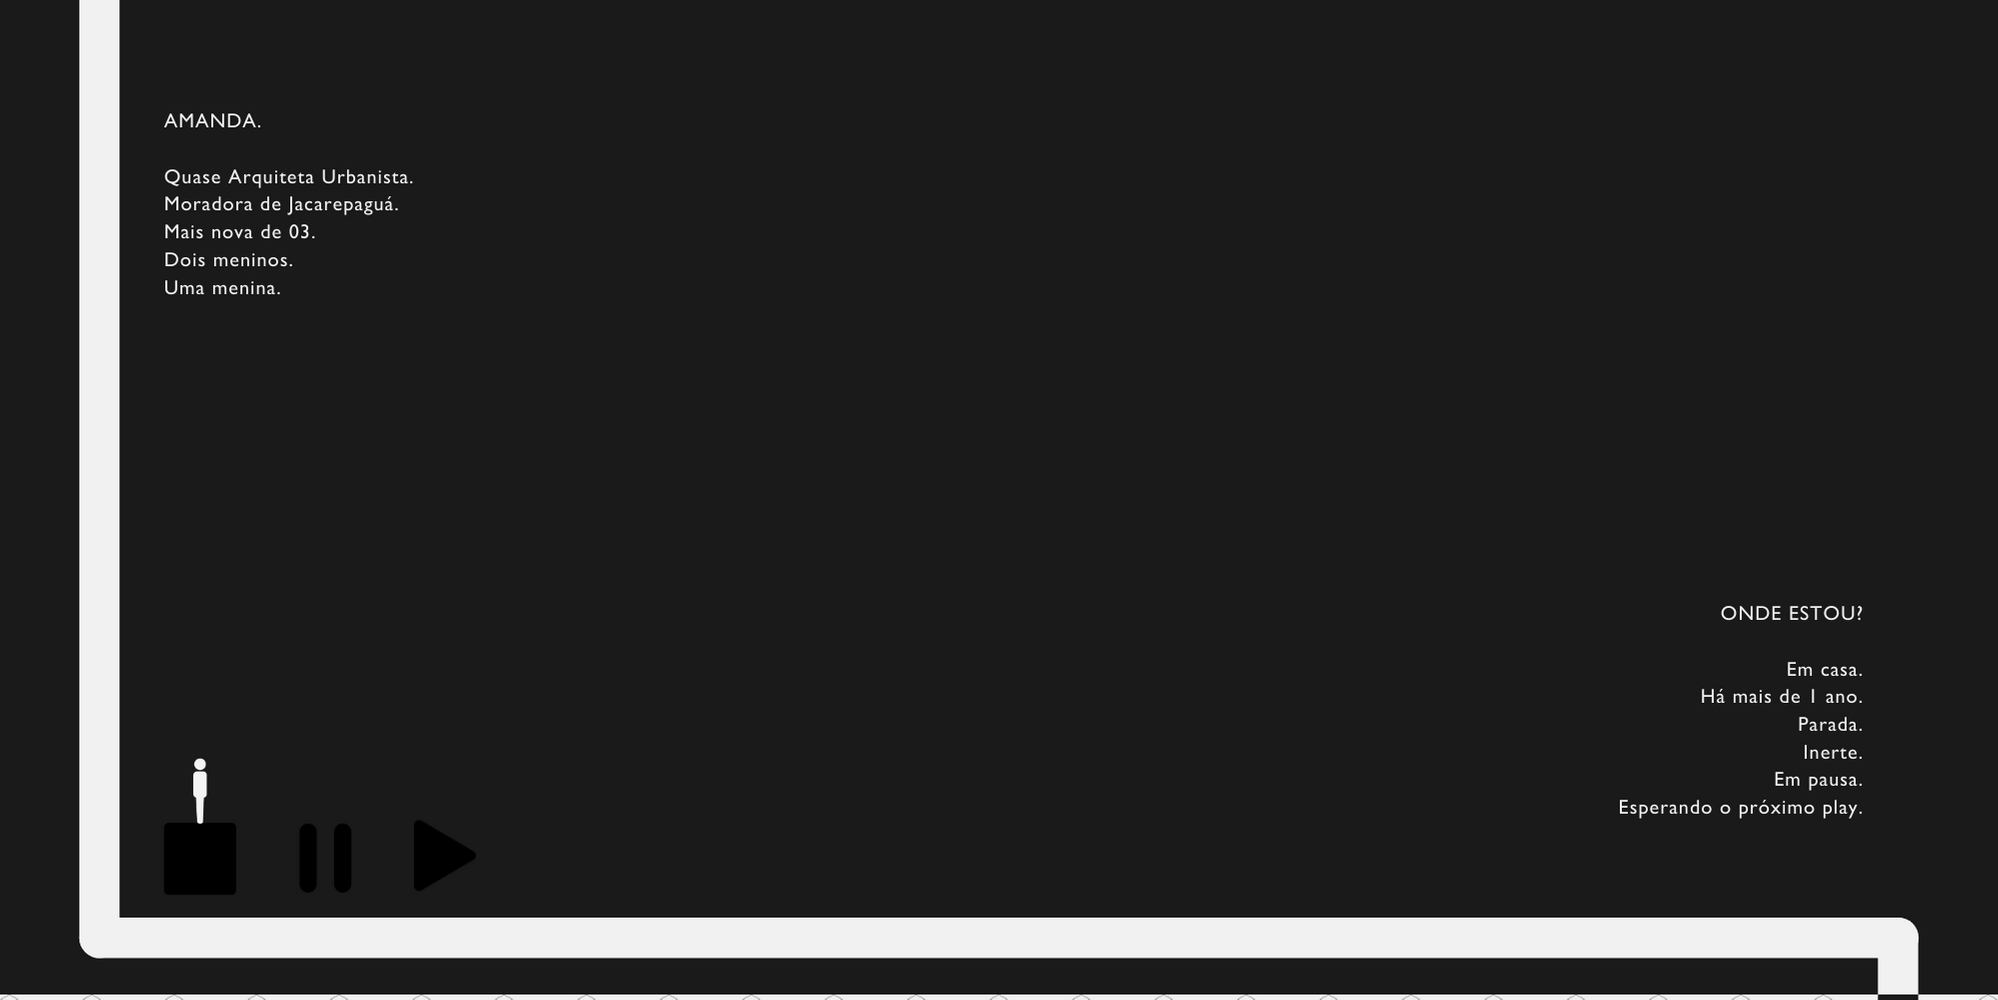 AMANDA.
Quase Arquiteta Urbanista.
Moradora de Jacarepaguá.
Mais nova de 03.
Dois meninos.
Uma menina.
ONDE ESTOU?
Em casa.
Há mais de 1 ano.
Parada.
Inerte.
Em pausa.
Esperando o próximo play.